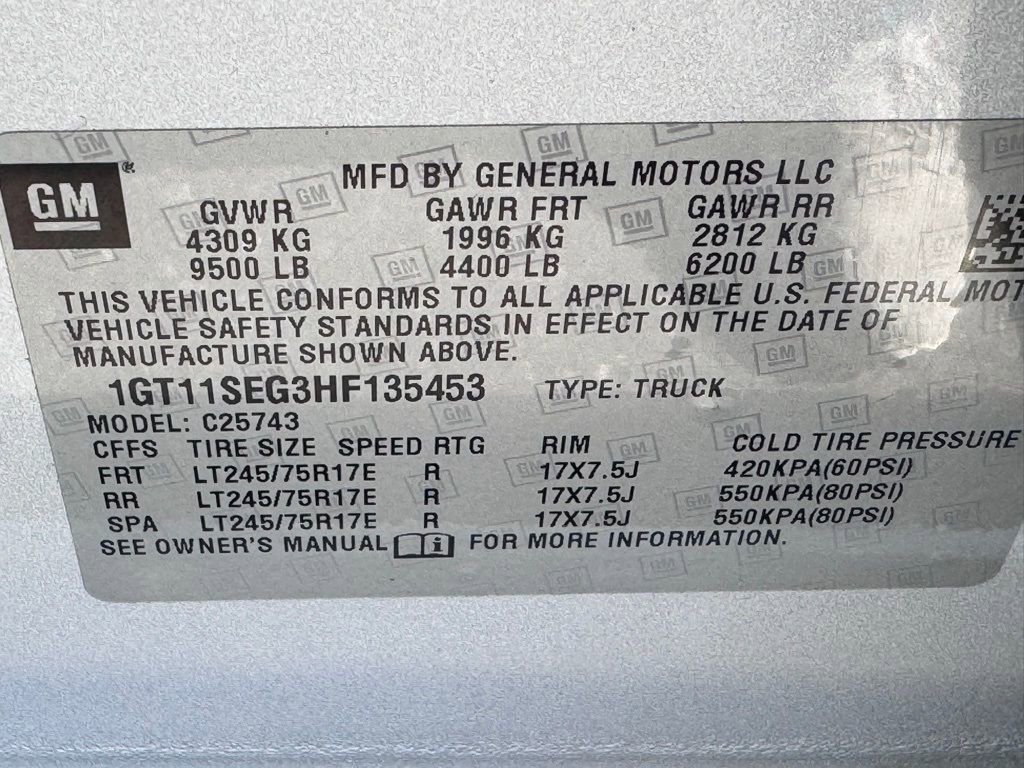 GM
MFD BY GENERAL MOTORS LLC
GVWR GAWR FRT GAWR RR
4309 KG 1996 KG 2812 KG
9500 LB 4400 LB 6200 LB
THIS VEHICLE CONFORMS TO ALL APPLICABLE U.S. FEDERAL MOT
VEHICLE SAFETY STANDARDS IN EFFECT ON THE DATE OF
MANUFACTURE SHOWN ABOVE.
1GT11SEG3HF135453 TYPE: TRUCK
MODEL: C25743
CFFS TIRE SIZE SPEED RTG RIM COLD TIRE PRESSURE
FRT LT245/75R17E R 17X7.5J 420KPA(60PSI)
RR LT245/75R17E R 17X7.5J 550KPA(80PSI)
SPA LT245/75R17E R 17X7.5J 550KPA(80PSI)
SEE OWNER'S MANUAL i FOR MORE INFORMATION.